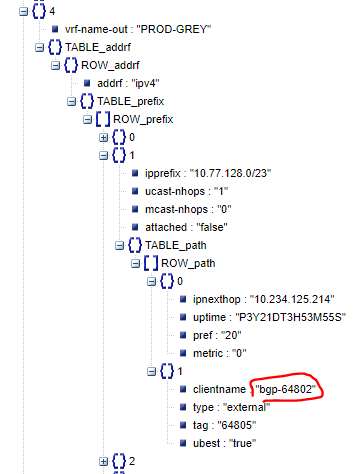 4
vrf-name-out : "PROD-GREY"
TABLE_addrf
ROW_addrf
addrf : "ipv4"
TABLE_prefix
ROW_prefix
0
1
ipprefix : "10.77.128.0/23"
ucast-nhops : "1"
mcast-nhops : "0"
attached : "false"
TABLE_path
ROW_path
0
ipnexthop : "10.234.125.214"
uptime : "P3Y21DT3H53M55S"
pref : "20"
metric : "0"
1
clientname : "bgp-64802"
type : "external"
tag : "64805"
ubest : "true"
2